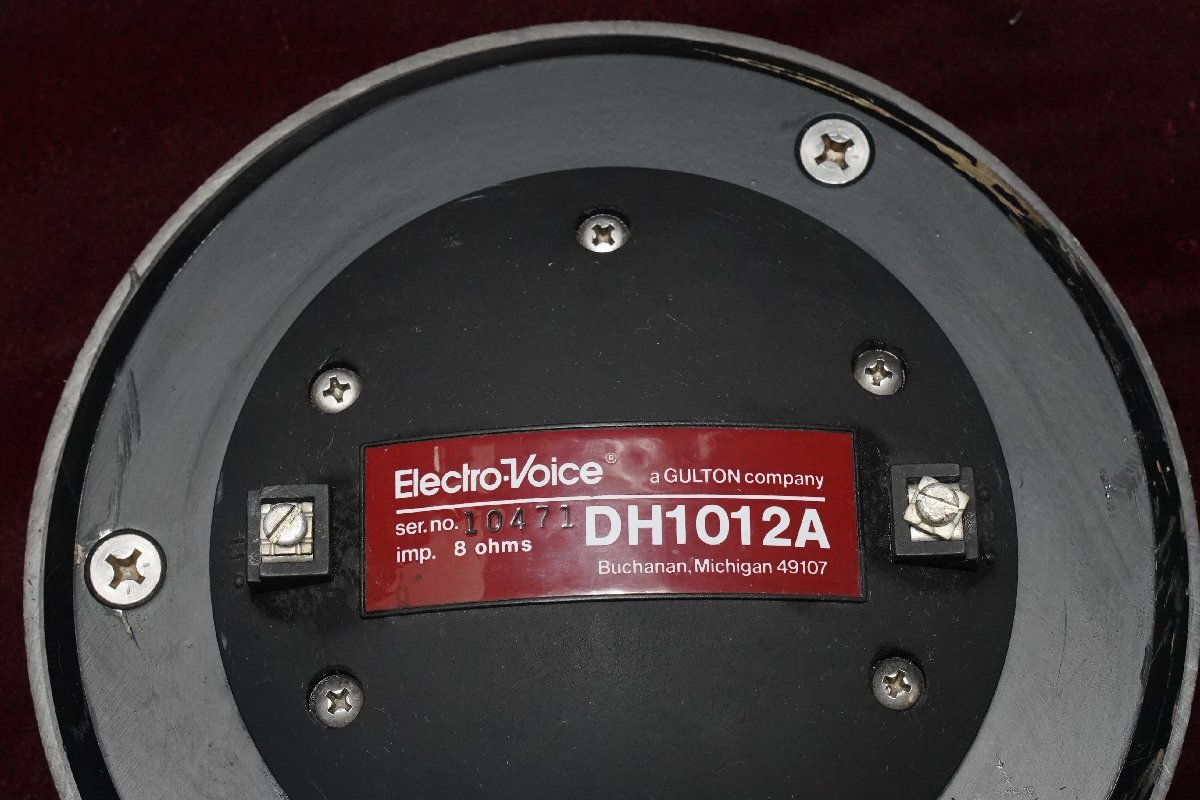 Electro-Voice® a GULTON company
ser. no. 10471 DH1012A
imp. 8 ohms
Buchanan, Michigan 49107